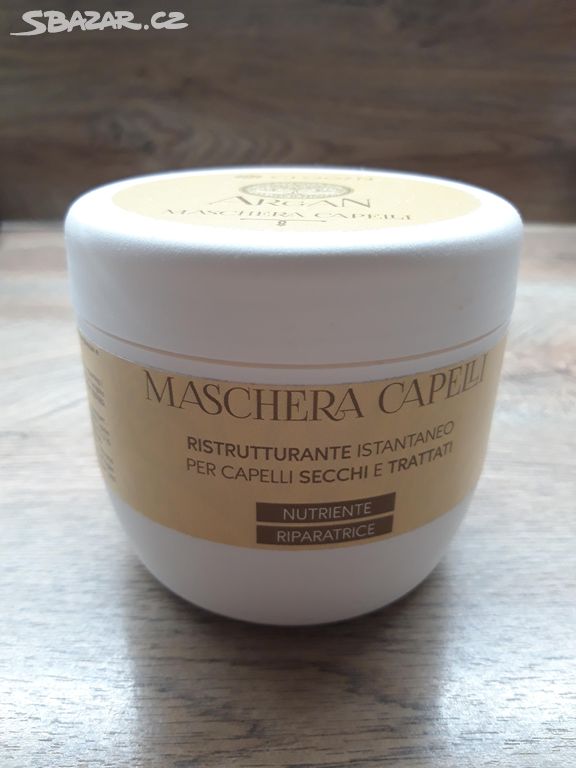 SBAZAR.CZ
ARGAN
MASCHERA CAPELLI
MASCHERA CAPELLI
RISTRUTTURANTE ISTANTANEO
PER CAPELLI SECCHI E TRATTATI
NUTRIENTE
RIPARATRICE